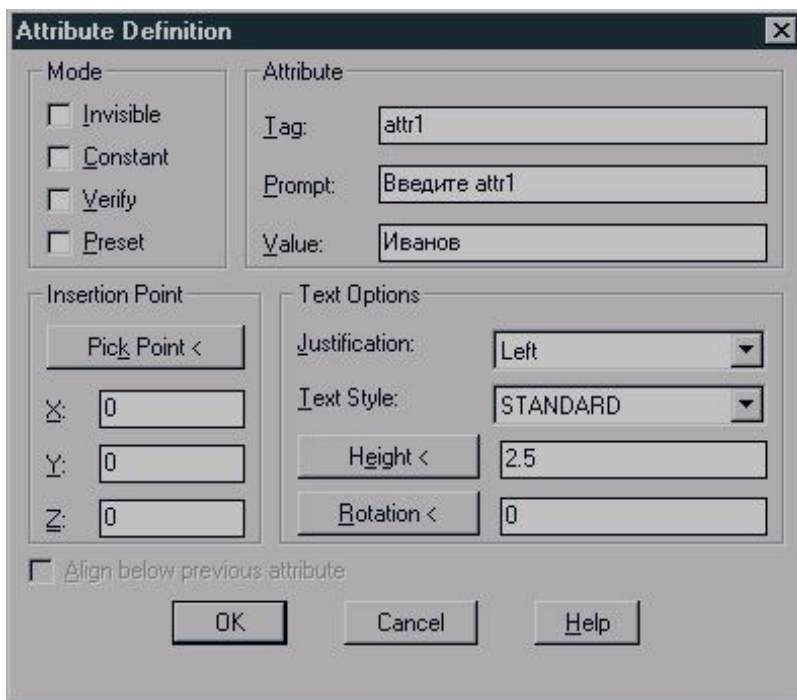 Attribute Definition
Mode
Invisible
Constant
Verify
Preset
Attribute
Tag: attr1
Prompt: Введите attr1
Value: Иванов
Insertion Point
Pick Point <
X: 0
Y: 0
Z: 0
Text Options
Justification: Left
Text Style: STANDARD
Height < 2.5
Rotation < 0
Align below previous attribute
OK Cancel Help